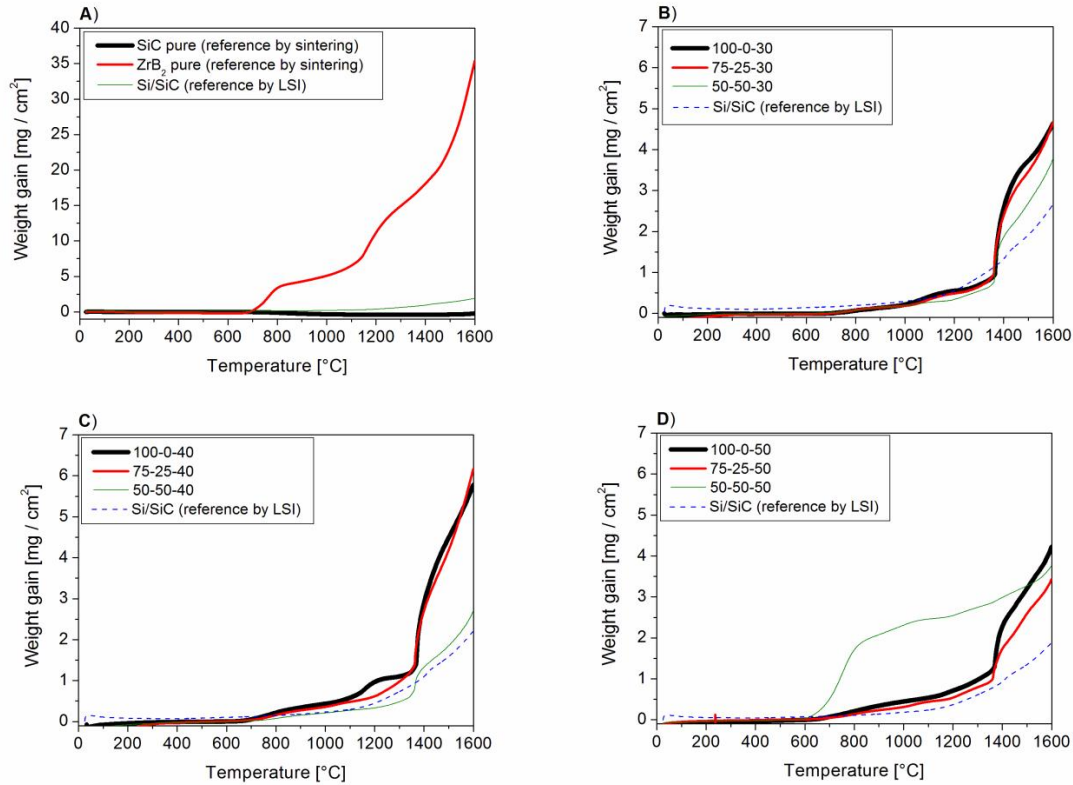 A)
SiC pure (reference by sintering)
ZrB₂ pure (reference by sintering)
Si/SiC (reference by LSI)
40
35
30
25
20
15
10
5
0
Weight gain [mg / cm²]
0 200 400 600 800 1000 1200 1400 1600
Temperature [°C]
B)
100-0-30
75-25-30
50-50-30
Si/SiC (reference by LSI)
7
6
5
4
3
2
1
0
Weight gain [mg / cm²]
0 200 400 600 800 1000 1200 1400 1600
Temperature [°C]
C)
100-0-40
75-25-40
50-50-40
Si/SiC (reference by LSI)
7
6
5
4
3
2
1
0
Weight gain [mg / cm²]
0 200 400 600 800 1000 1200 1400 1600
Temperature [°C]
D)
100-0-50
75-25-50
50-50-50
Si/SiC (reference by LSI)
7
6
5
4
3
2
1
0
Weight gain [mg / cm²]
0 200 400 600 800 1000 1200 1400 1600
Temperature [°C]